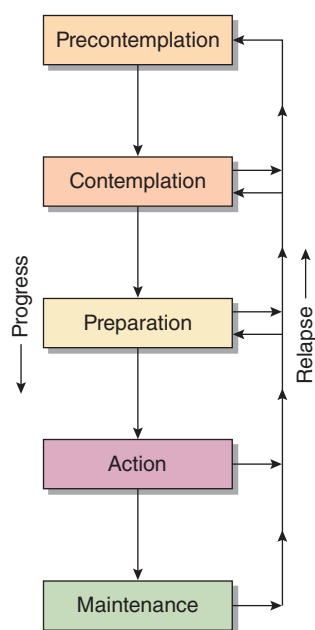 Precontemplation
Contemplation
Progress
Preparation
Relapse
Action
Maintenance